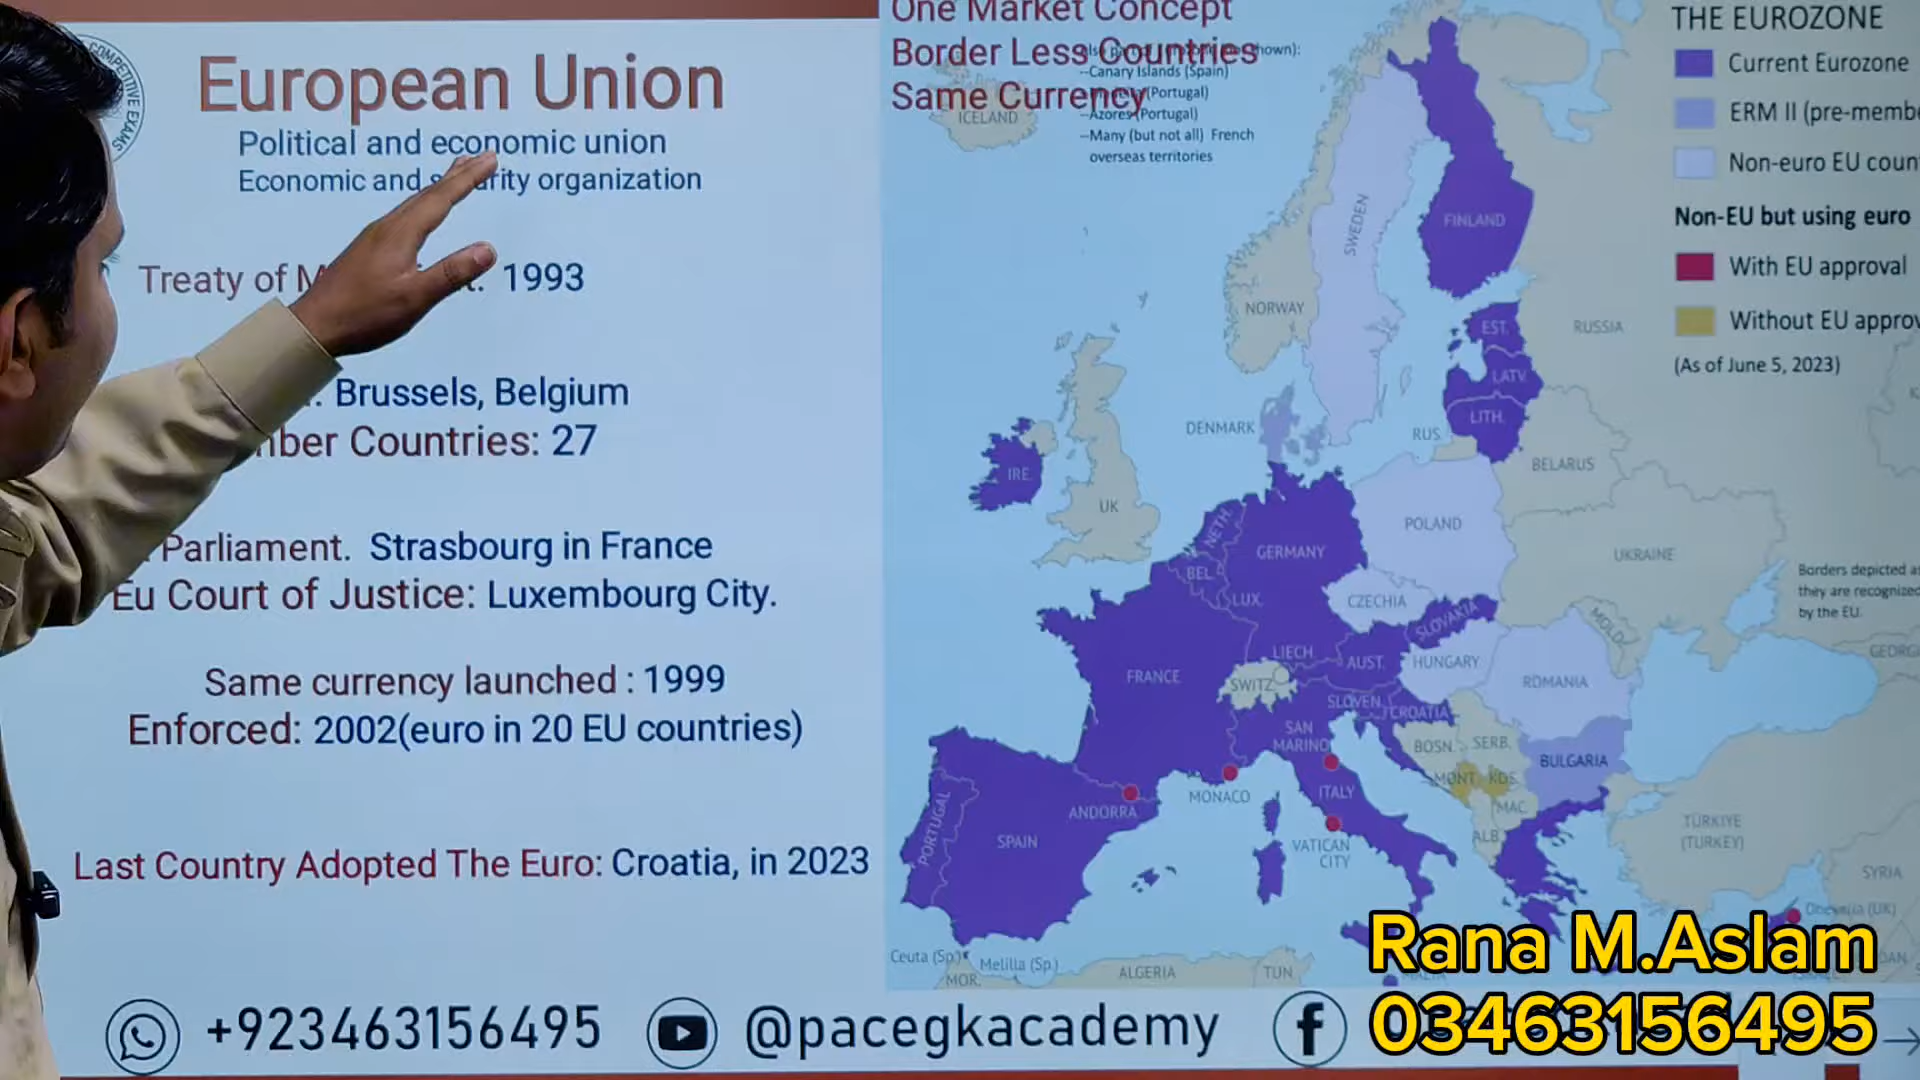 COMPETITIVE EXAMS
European Union
Political and economic union
Economic and security organization
Treaty of 1993
Brussels, Belgium
Countries: 27
Parliament. Strasbourg in France
Eu Court of Justice: Luxembourg City.
Same currency launched : 1999
Enforced: 2002(euro in 20 EU countries)
Last Country Adopted The Euro: Croatia, in 2023
One Market Concept
Border Less Countries
Same Currency
--Canary Islands (Spain)
(Portugal)
--Azores (Portugal)
--Many (but not all) French
overseas territories
THE EUROZONE
Current Eurozone
ERM II (pre-membe
Non-euro EU coun
Non-EU but using euro
With EU approval
Without EU approv
(As of June 5, 2023)
ICELAND
SWEDEN
FINLAND
NORWAY
RUSSIA
EST.
LATV.
LITH.
DENMARK
RUS.
BELARUS
IRE.
UK
NETH.
POLAND
GERMANY
UKRAINE
BEL.
LUX.
CZECHIA
SLOVAKIA
MOLD.
Borders depicted as
they are recognized
by the EU.
LIECH.
AUST.
HUNGARY
GEORGI
FRANCE
SWITZ.
ROMANIA
SLOVEN.
CROATIA
SAN
MARINO
BOSN.
SERB.
BULGARIA
MONT.
KOS.
MONACO
ITALY
MAC.
ANDORRA
PORTUGAL
SPAIN
VATICAN
CITY
ALB.
TÜRKIYE
(TURKEY)
SYRIA
Ceuta (Sp.)
Melilla (Sp.)
MOR.
ALGERIA
TUN.
Rana M.Aslam
03463156495
+923463156495
@pacegkacademy